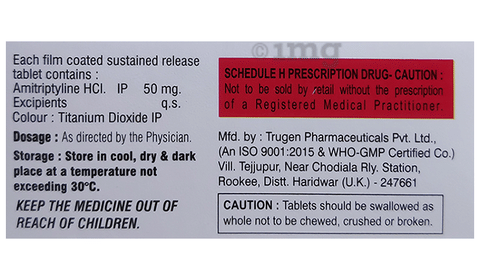 1mg
Each film coated sustained release
tablet contains :
Amitriptyline HCl. IP 50 mg.
Excipients q.s.
Colour : Titanium Dioxide IP
Dosage : As directed by the Physician.
Storage : Store in cool, dry & dark
place at a temperature not
exceeding 30°C.
KEEP THE MEDICINE OUT OF
REACH OF CHILDREN.
SCHEDULE H PRESCRIPTION DRUG- CAUTION :
Not to be sold by retail without the prescription
of a Registered Medical Practitioner.
Mfd. by : Trugen Pharmaceuticals Pvt. Ltd.,
(An ISO 9001:2015 & WHO-GMP Certified Co.)
Vill. Tejjupur, Near Chodiala Rly. Station,
Rookee, Distt. Haridwar (U.K.) - 247661
CAUTION : Tablets should be swallowed as
whole not to be chewed, crushed or broken.